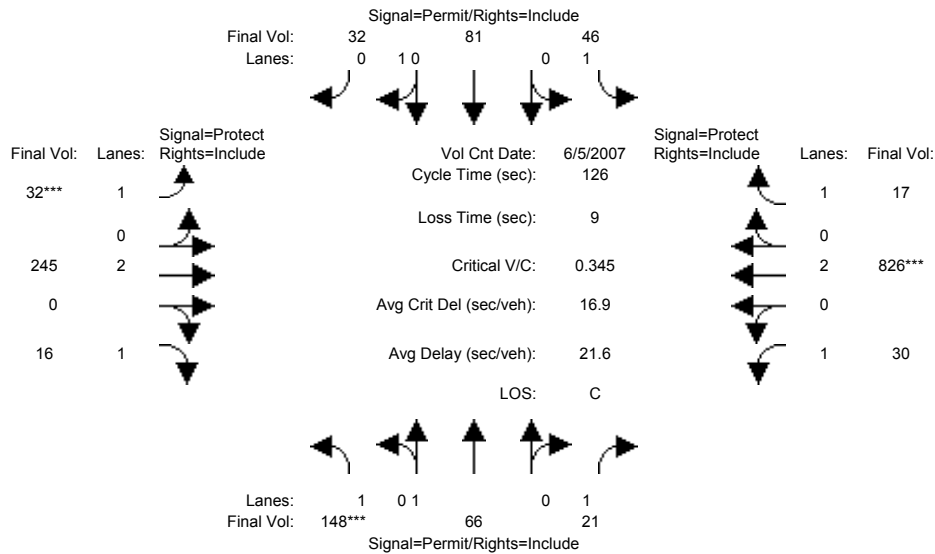 Signal=Permit/Rights=Include
Final Vol: 32 81 46
Lanes: 0 1 0 0 1
Signal=Protect Signal=Protect
Final Vol: Lanes: Rights=Include Vol Cnt Date: 6/5/2007 Rights=Include Lanes: Final Vol:
Cycle Time (sec): 126
32*** 1 1 17
Loss Time (sec): 9
0 0
245 2 Critical V/C: 0.345 2 826***
0 Avg Crit Del (sec/veh): 16.9 0
16 1 Avg Delay (sec/veh): 21.6 1 30
LOS: C
Lanes: 1 0 1 0 1
Final Vol: 148*** 66 21
Signal=Permit/Rights=Include